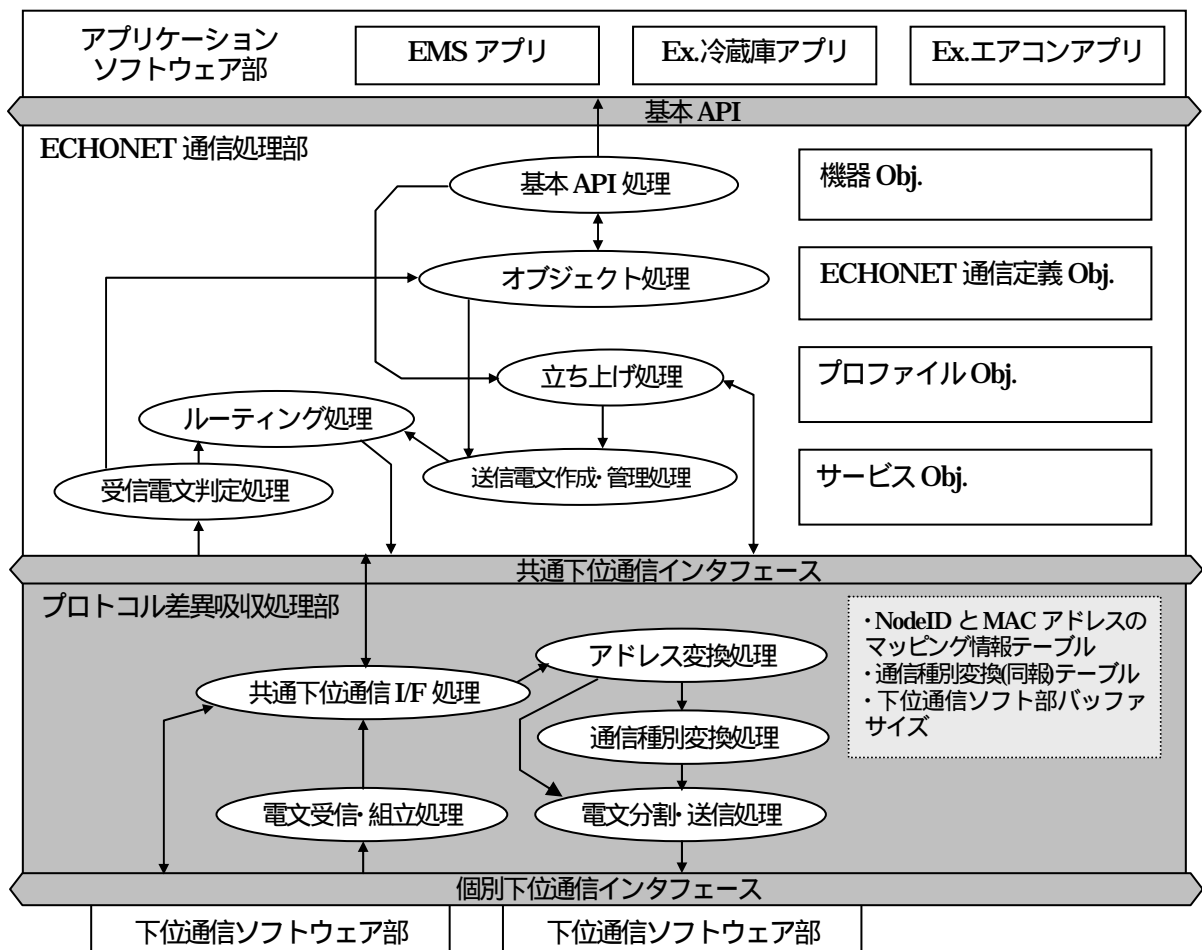 アプリケーション
ソフトウェア部
EMS アプリ
Ex.冷蔵庫アプリ
Ex.エアコンアプリ
基本 API
ECHONET 通信処理部
基本 API 処理
機器 Obj.
オブジェクト処理
ECHONET 通信定義 Obj.
立ち上げ処理
プロファイル Obj.
ルーティング処理
送信電文作成・管理処理
サービス Obj.
受信電文判定処理
共通下位通信インタフェース
プロトコル差異吸収処理部
・NodeID と MAC アドレスの
マッピング情報テーブル
・通信種別変換(同報)テーブル
・下位通信ソフト部バッファ
サイズ
アドレス変換処理
共通下位通信 I/F 処理
通信種別変換処理
電文受信・組立処理
電文分割・送信処理
個別下位通信インタフェース
下位通信ソフトウェア部
下位通信ソフトウェア部